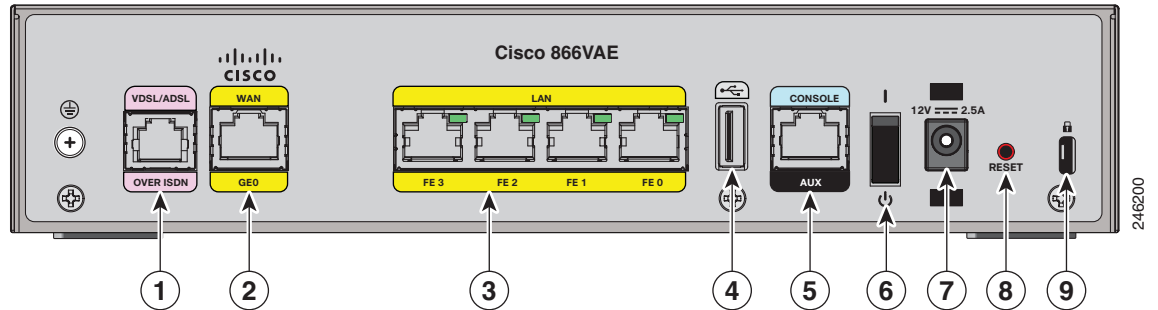 Cisco 866VAE
CISCO
VDSL/ADSL
WAN
LAN
CONSOLE
12V 2.5A
OVER ISDN
GE0
FE 3
FE 2
FE 1
FE 0
AUX
RESET
246200
1
2
3
4
5
6
7
8
9